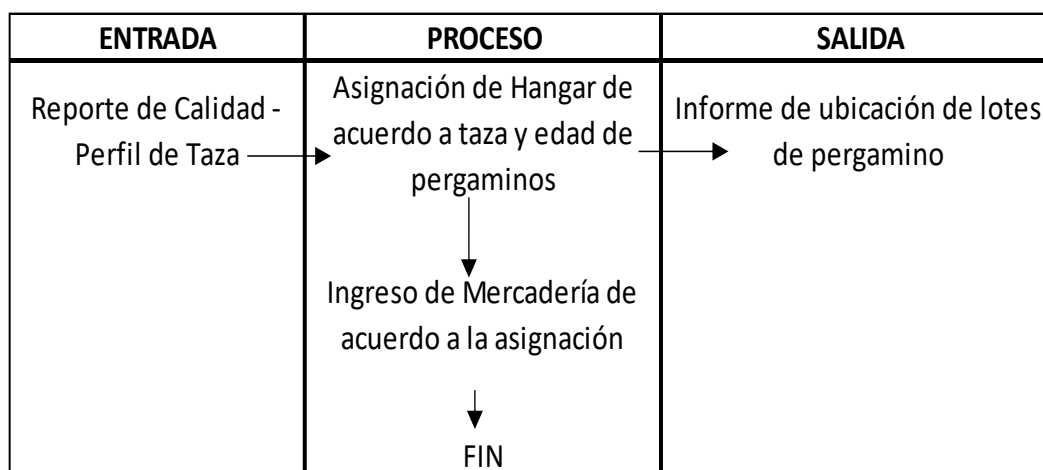 ENTRADA
PROCESO
SALIDA
Reporte de Calidad -
Perfil de Taza
Asignación de Hangar de
acuerdo a taza y edad de
pergaminos
Informe de ubicación de lotes
de pergamino
Ingreso de Mercadería de
acuerdo a la asignación
FIN